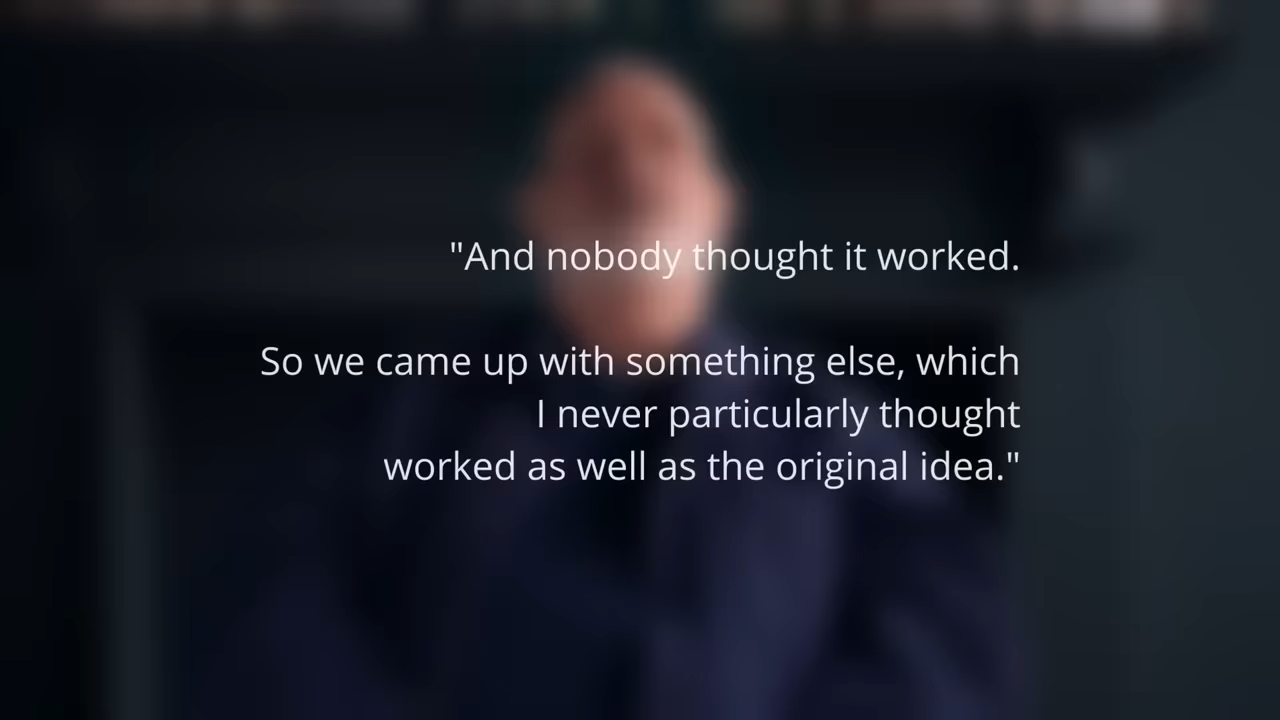 "And nobody thought it worked.
So we came up with something else, which
I never particularly thought
worked as well as the original idea."